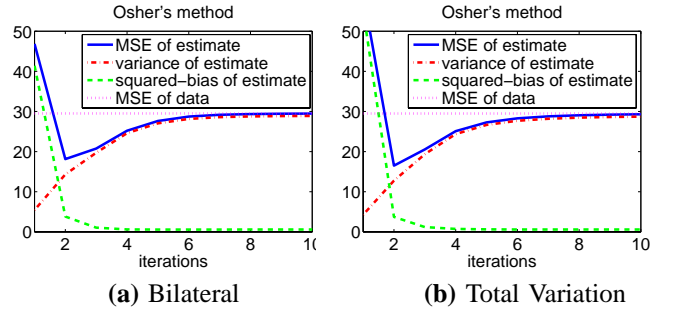 Osher's method
MSE of estimate
variance of estimate
squared-bias of estimate
MSE of data
50
40
30
20
10
0
2
4
6
8
10
iterations
(a) Bilateral
Osher's method
MSE of estimate
variance of estimate
squared-bias of estimate
MSE of data
50
40
30
20
10
0
2
4
6
8
10
iterations
(b) Total Variation